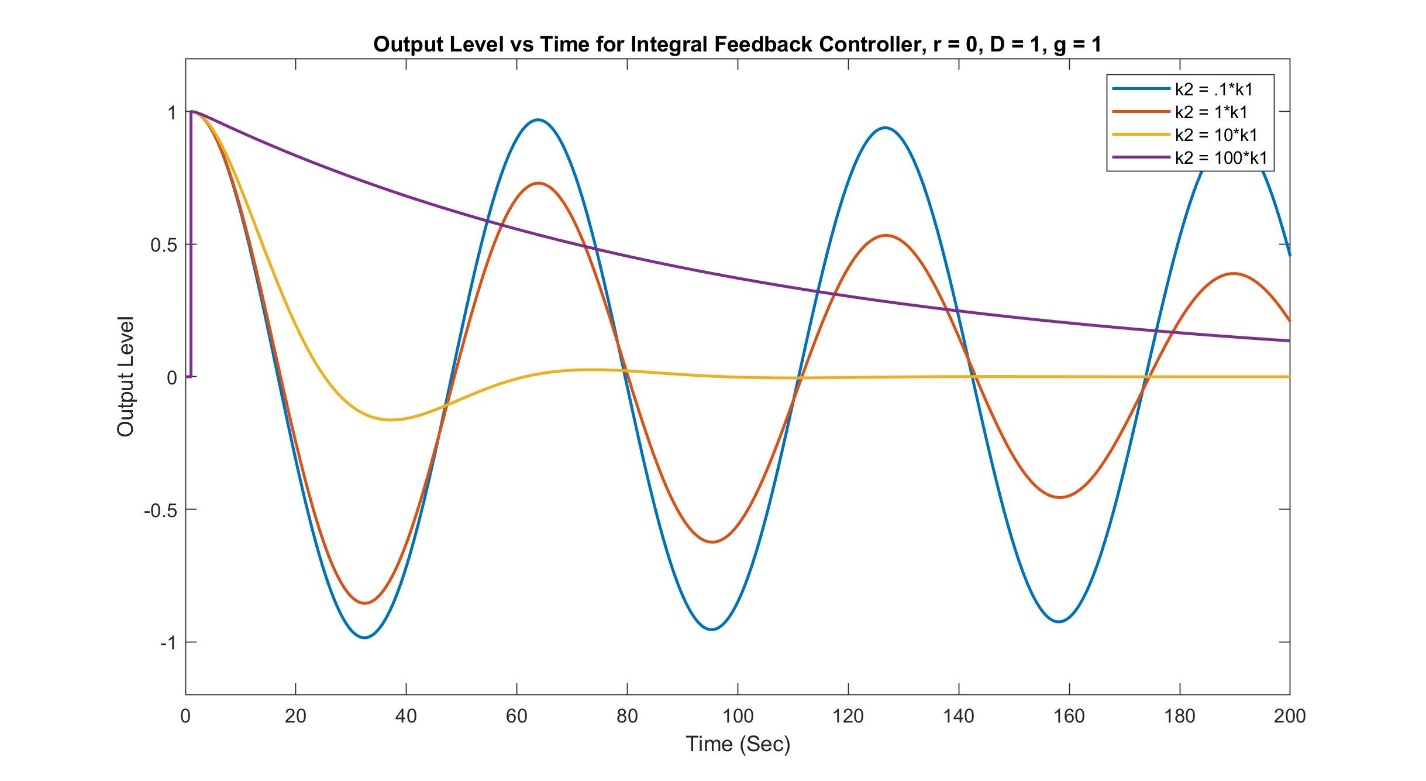 Output Level vs Time for Integral Feedback Controller, r = 0, D = 1, g = 1
k2 = .1*k1
k2 = 1*k1
k2 = 10*k1
k2 = 100*k1
1
0.5
0
-0.5
-1
Output Level
0 20 40 60 80 100 120 140 160 180 200
Time (Sec)